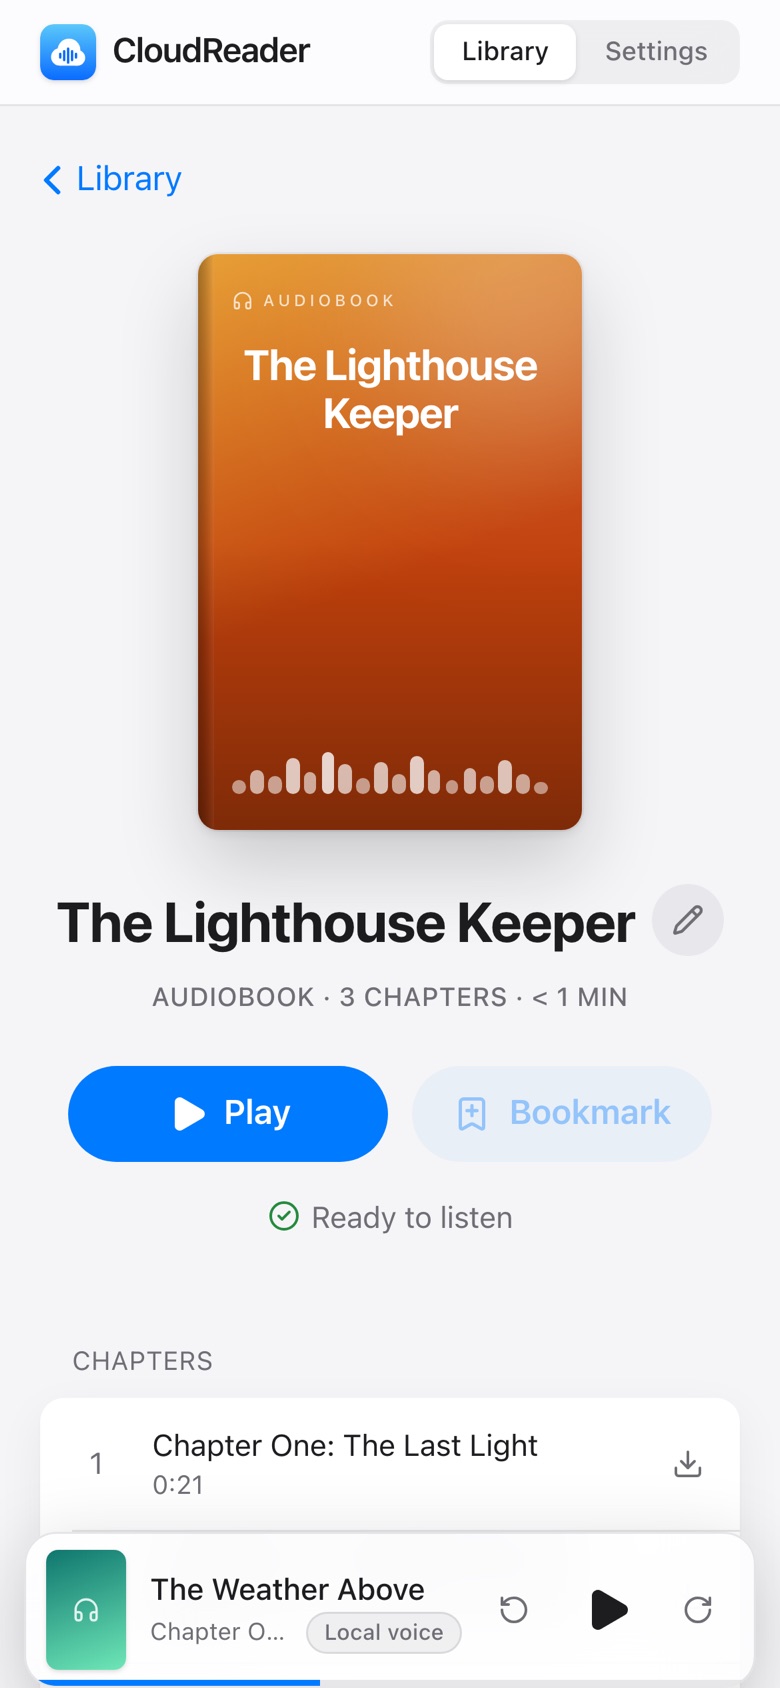 CloudReader
Library
Settings
Library
AUDIOBOOK
The Lighthouse
Keeper
The Lighthouse Keeper
AUDIOBOOK · 3 CHAPTERS · < 1 MIN
Play
Bookmark
Ready to listen
CHAPTERS
1
Chapter One: The Last Light
0:21
The Weather Above
Chapter O...
Local voice